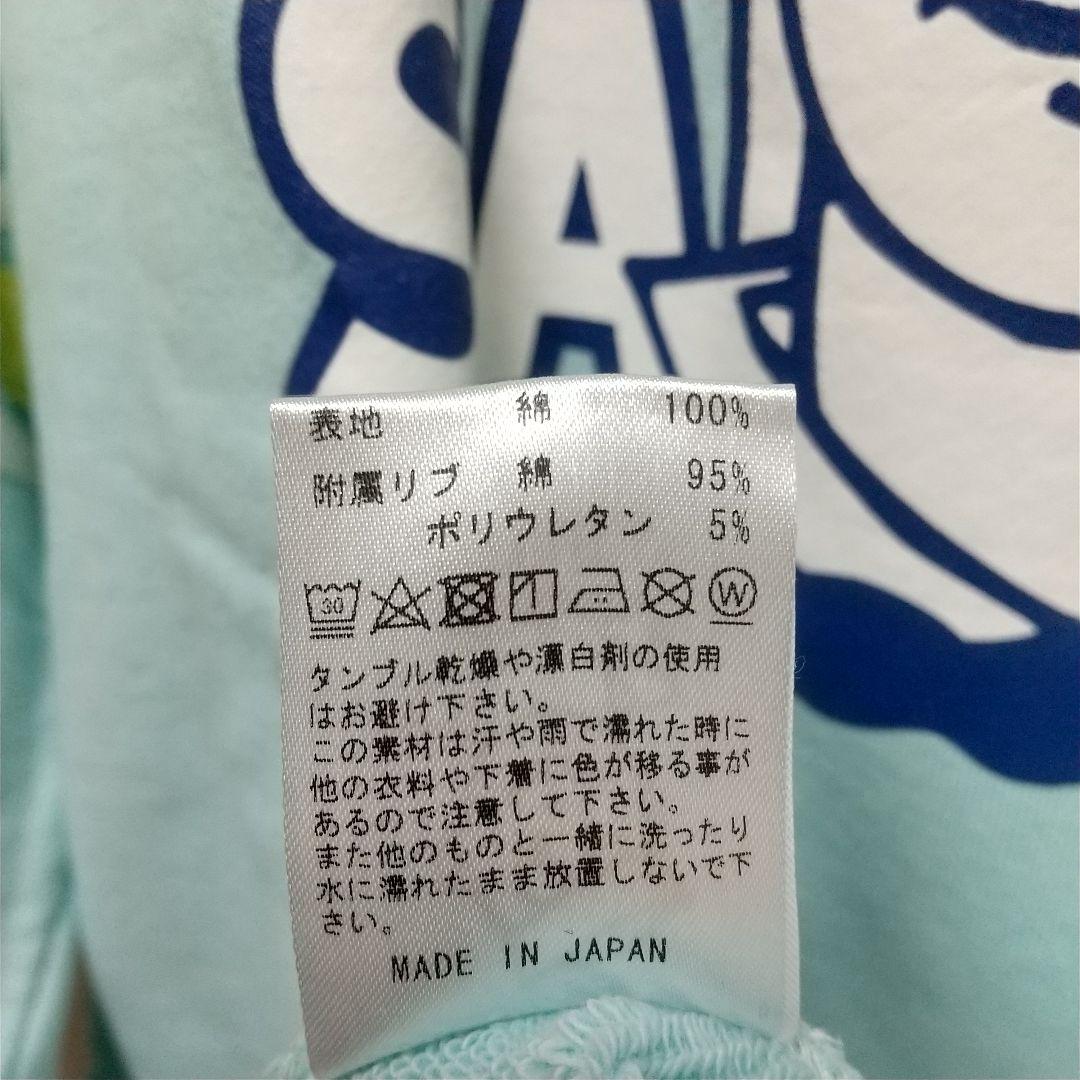 SA
表地 綿 100%
附属リブ 綿 95%
ポリウレタン 5%
30 W
タンブル乾燥や漂白剤の使用
はお避け下さい。
この素材は汗や雨で濡れた時に
他の衣料や下着に色が移る事が
あるので注意して下さい。
また他のものと一緒に洗ったり
水に濡れたまま放置しないで下
さい。
MADE IN JAPAN